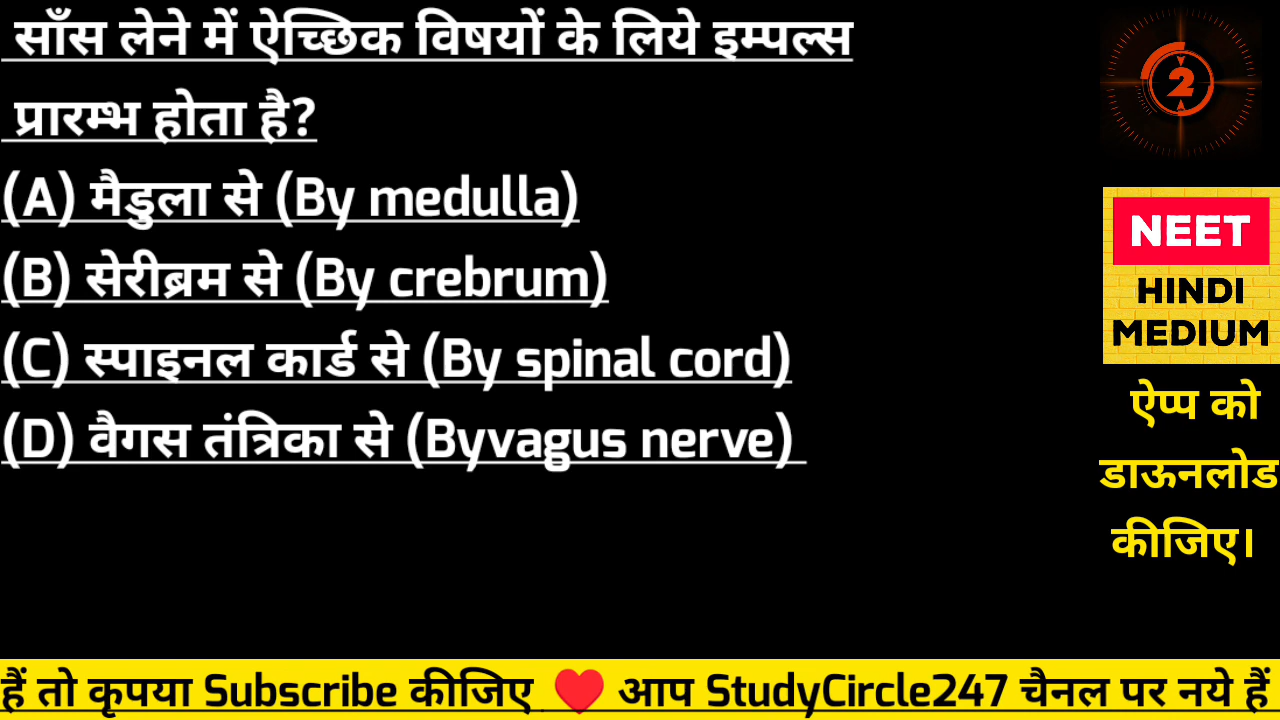 साँस लेने में ऐच्छिक विषयों के लिये इम्पल्स
प्रारम्भ होता है?
(A) मैडुला से (By medulla)
(B) सेरीब्रम से (By crebrum)
(C) स्पाइनल कार्ड से (By spinal cord)
(D) वैगस तंत्रिका से (Byvagus nerve)
2
NEET
HINDI
MEDIUM
ऐप्प को
डाऊनलोड
कीजिए।
हैं तो कृपया Subscribe कीजिए ❤ आप StudyCircle247 चैनल पर नये हैं